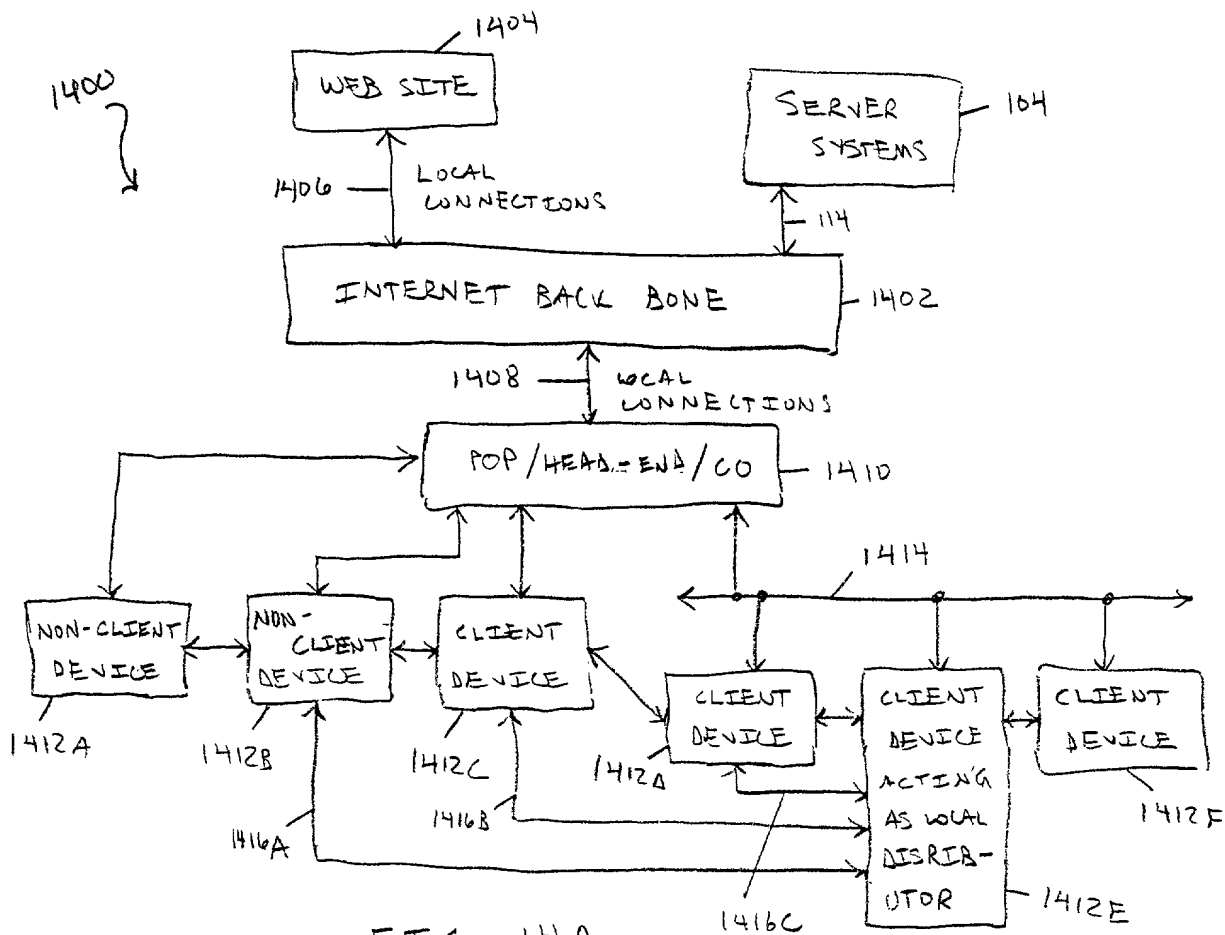 1404
1400
WEB SITE
SERVER
SYSTEMS
104
1406
LOCAL
CONNECTIONS
114
INTERNET BACK BONE
1402
1408
LOCAL
CONNECTIONS
POP/HEAD-END/CO
1410
1414
NON-CLIENT
DEVICE
NON-
CLIENT
DEVICE
CLIENT
DEVICE
CLIENT
DEVICE
CLIENT
DEVICE
ACTING
AS LOCAL
DISRIB-
UTOR
CLIENT
DEVICE
1412A
1412B
1412C
1412D
1412F
1416A
1416B
1416C
1412E